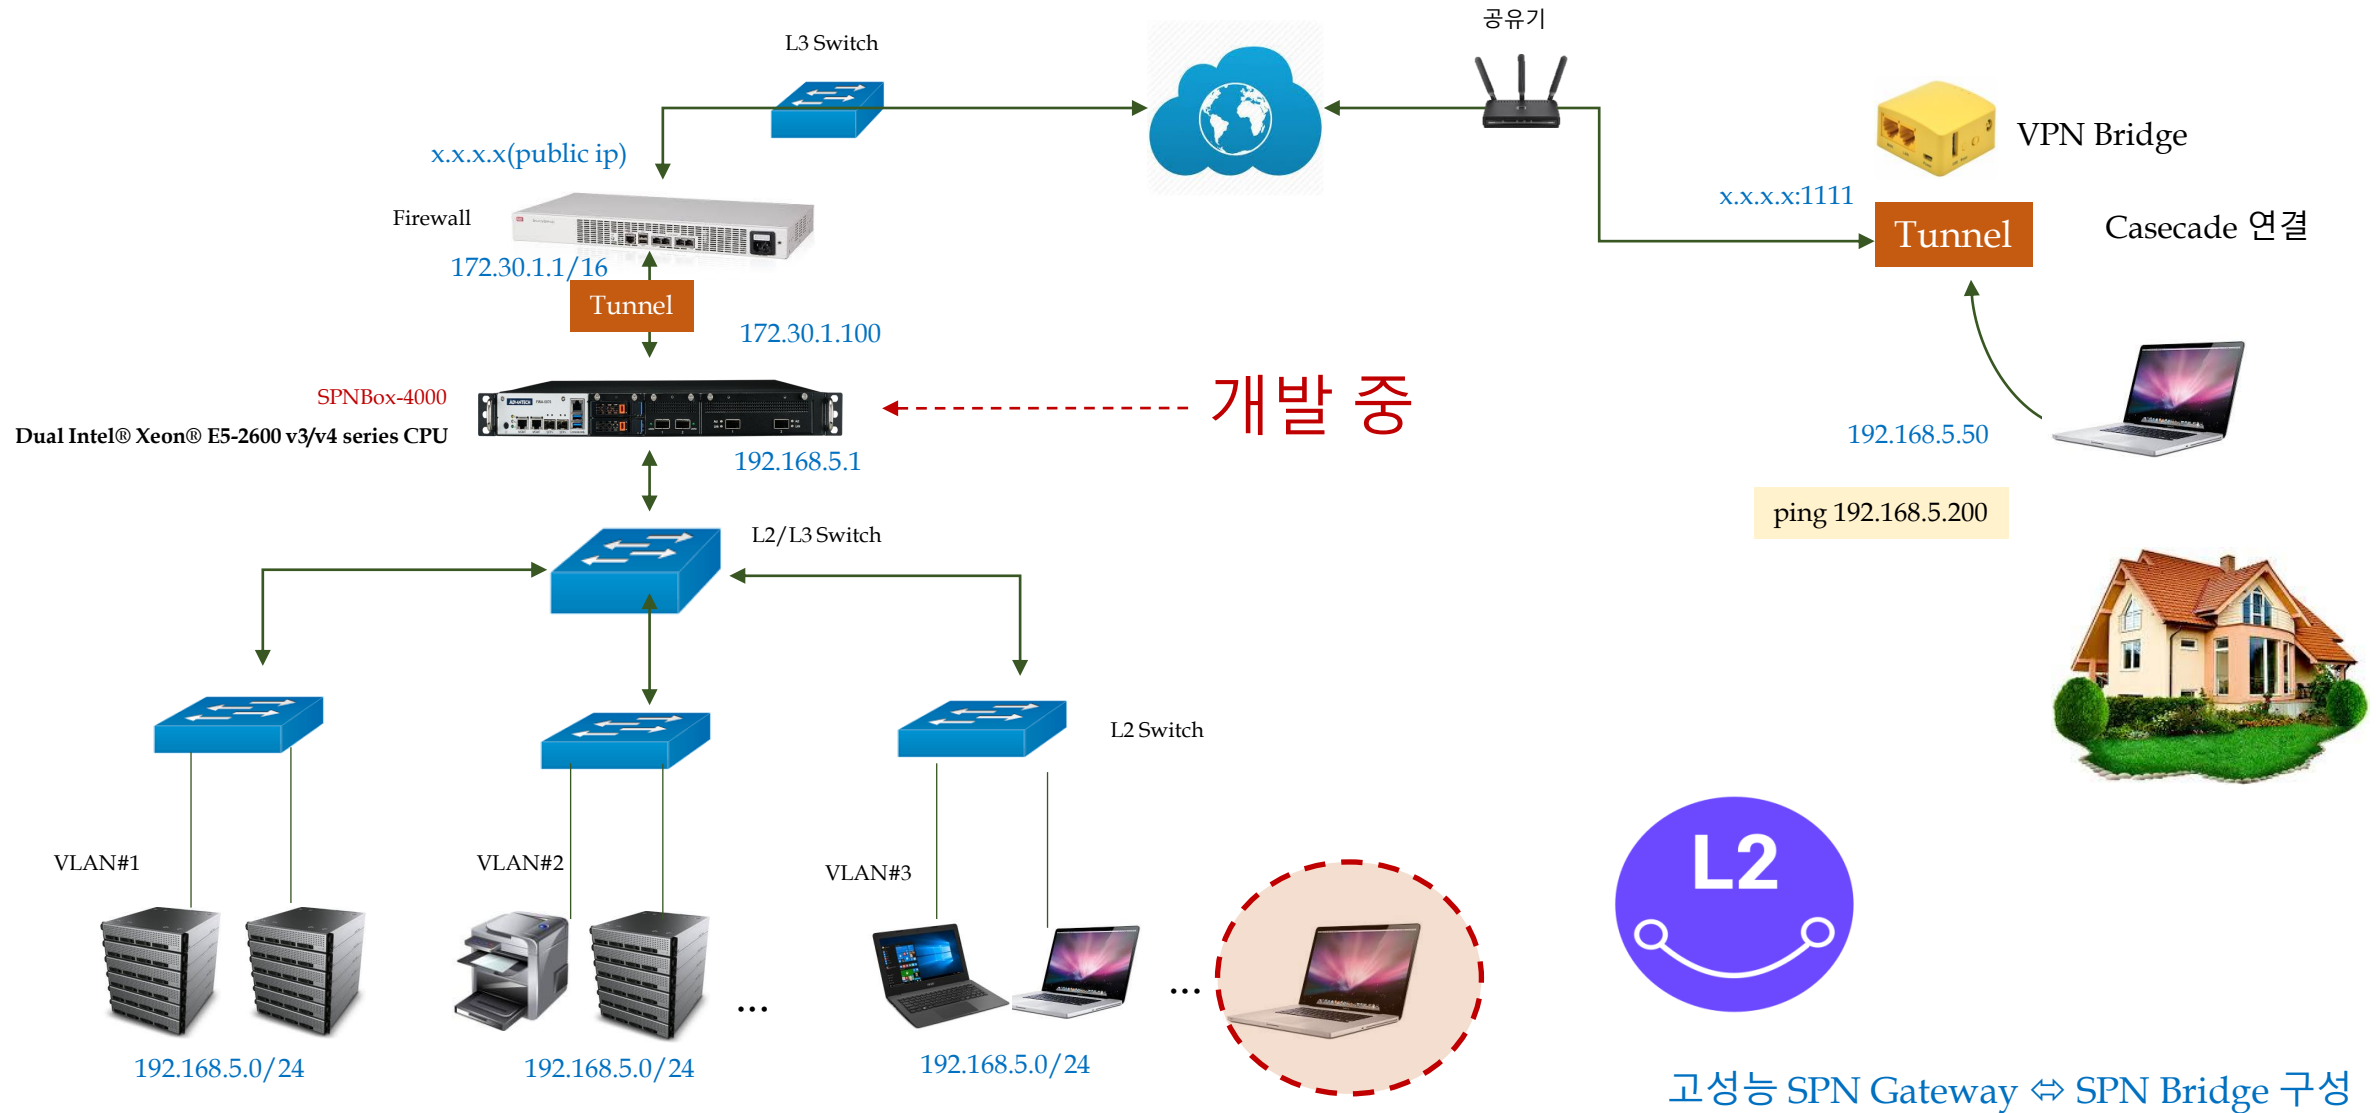 공유기
L3 Switch
VPN Bridge
x.x.x.x(public ip)
x.x.x.x:1111
Firewall
Tunnel
Casecade 연결
172.30.1.1/16
Tunnel
172.30.1.100
SPNBox-4000
개발 중
Dual Intel® Xeon® E5-2600 v3/v4 series CPU
192.168.5.1
192.168.5.50
ping 192.168.5.200
L2/L3 Switch
L2 Switch
VLAN#1
VLAN#2
VLAN#3
L2
...
...
192.168.5.0/24
192.168.5.0/24
192.168.5.0/24
고성능 SPN Gateway ⇔ SPN Bridge 구성